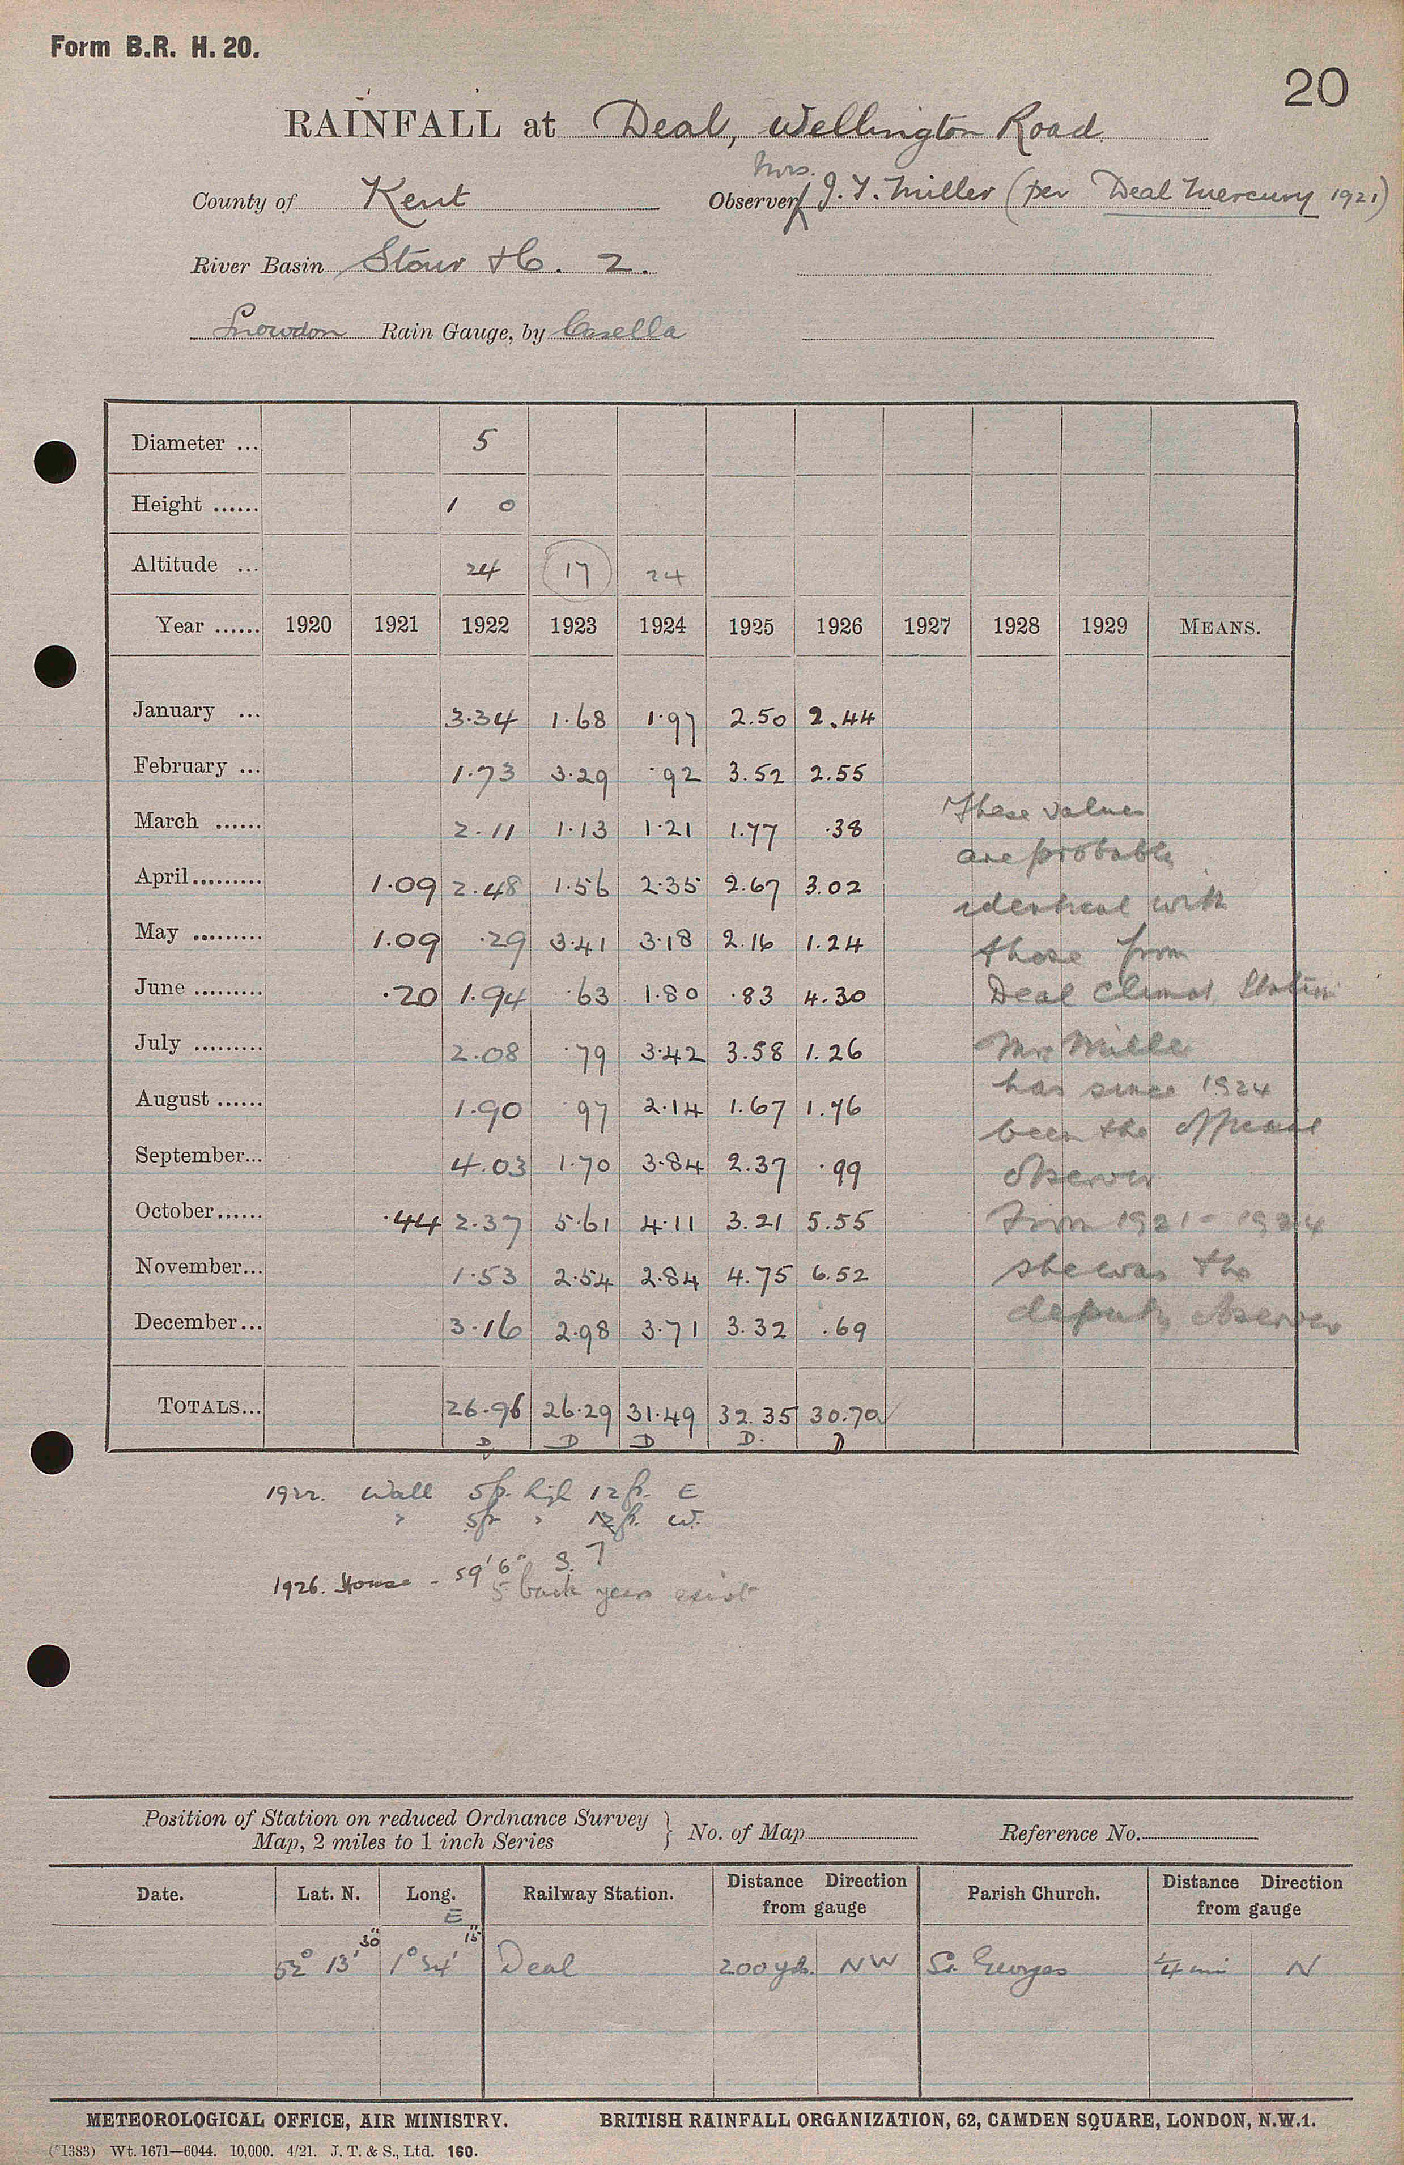 Form B.R. H. 20.
20
RAINFALL at Deal, Wellington Road.
Mrs.
County of Kent Observer J. Y. Miller (per Deal Mercury 1921)
River Basin Stour &c. 2.
Snowdon Rain Gauge, by Casella
Diameter ... 5
Height ...... 1 0
Altitude ... 24 17 24
Year ...... 1920 1921 1922 1923 1924 1925 1926 1927 1928 1929 MEANS.
January ... 3.34 1.68 1.97 2.50 2.44
February ... 1.73 3.29 .92 3.52 2.55
March ...... 2.11 1.13 1.21 1.77 .38
April......... 1.09 2.48 1.56 2.35 2.67 3.02
May ......... 1.09 .29 3.41 3.18 2.16 1.24
June ......... .20 1.94 .63 1.80 .83 4.30
July ......... 2.08 .79 3.42 3.58 1.26
August ...... 1.90 .97 2.14 1.67 1.76
September... 4.03 1.70 3.84 2.37 .99
October...... .44 2.37 5.61 4.11 3.21 5.55
November... 1.53 2.54 2.84 4.75 6.52
December... 3.16 2.98 3.71 3.32 .69
TOTALS... 26.96 26.29 31.49 32.35 30.70
D D D D. D
These values
are probably
identical with
those from
Deal Climat. Station
Mrs Miller
has since 1924
been the official
observer
From 1921 - 1924
she was the
deputy observer
1922. Wall 5ft. high 12ft. E
" 5ft " 12ft. W.
1926. House - 59'6" S. 7
5 back years exist
Position of Station on reduced Ordnance Survey
Map, 2 miles to 1 inch Series } No. of Map Reference No.
Date. Lat. N. Long. E Railway Station. Distance Direction from gauge Parish Church. Distance Direction from gauge
52° 13' 30" 1° 24' 15" Deal 200 yds. NW St. Georges 1/4 mi N
METEOROLOGICAL OFFICE, AIR MINISTRY. BRITISH RAINFALL ORGANIZATION, 62, CAMDEN SQUARE, LONDON, N.W.1.
(*1383) Wt. 1671—6044. 10,000. 4/21. J. T. & S., Ltd. 160.